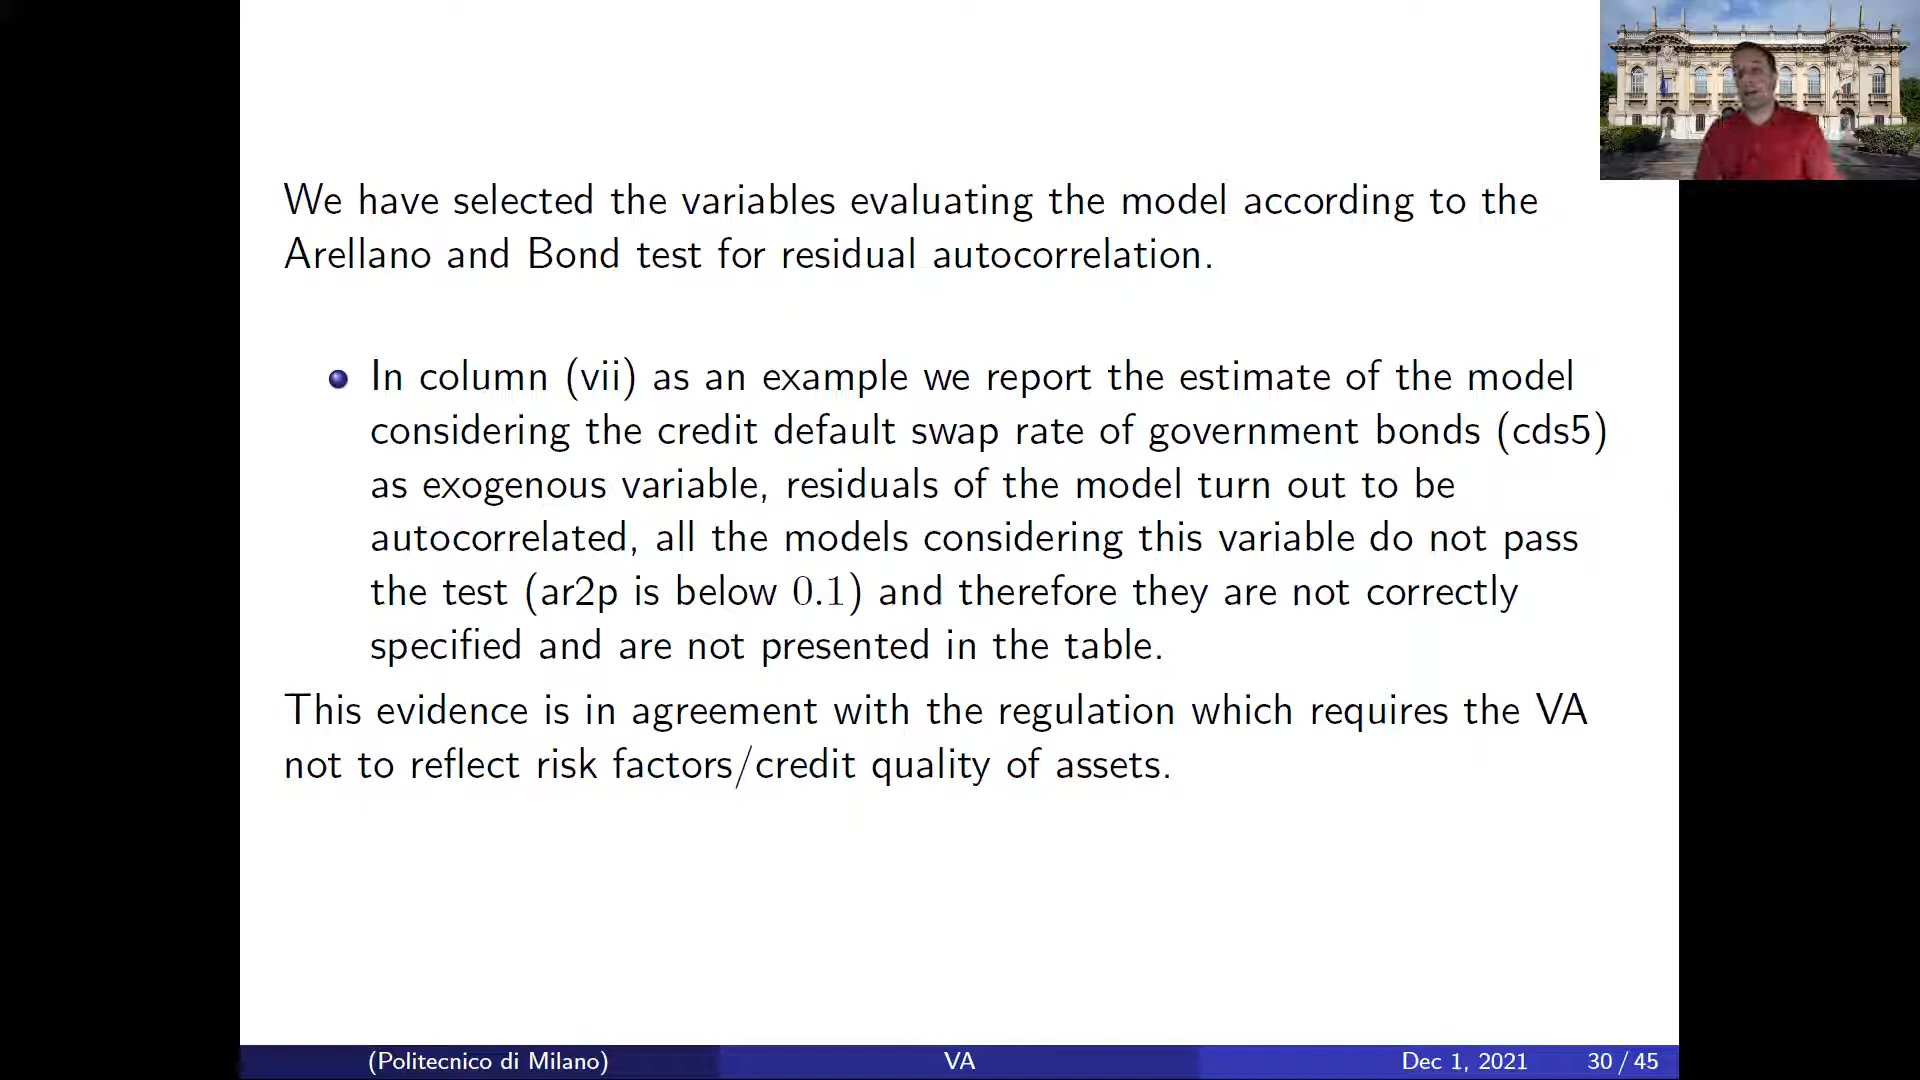 We have selected the variables evaluating the model according to the
Arellano and Bond test for residual autocorrelation.
In column (vii) as an example we report the estimate of the model
considering the credit default swap rate of government bonds (cds5)
as exogenous variable, residuals of the model turn out to be
autocorrelated, all the models considering this variable do not pass
the test (ar2p is below 0.1) and therefore they are not correctly
specified and are not presented in the table.
This evidence is in agreement with the regulation which requires the VA
not to reflect risk factors/credit quality of assets.
(Politecnico di Milano) VA Dec 1, 2021 30 / 45